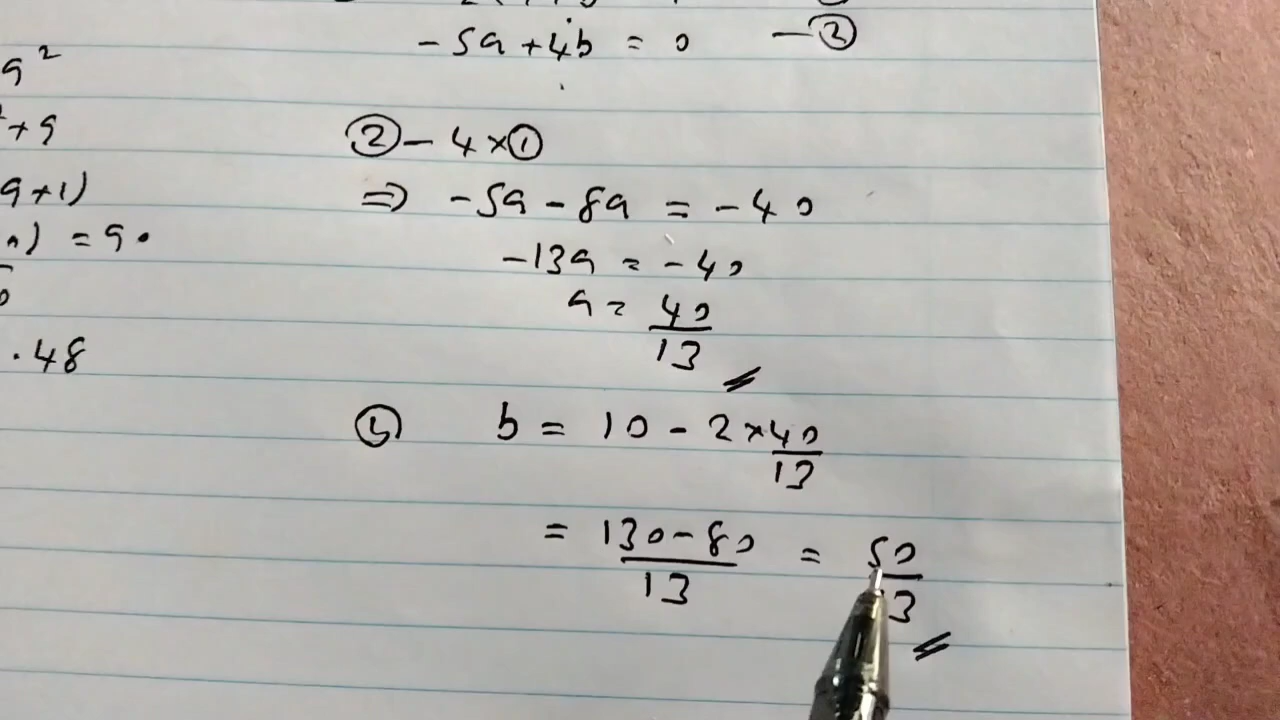 -5a + 4b = 0 — ②
a²
+ a
a + 1)
) = a.
.48
② - 4 × ①
⇒ -5a - 8a = -40
-13a = -40
a = 40/13
b = 10 - 2 × 40/13
= 130 - 80/13 = 50/13